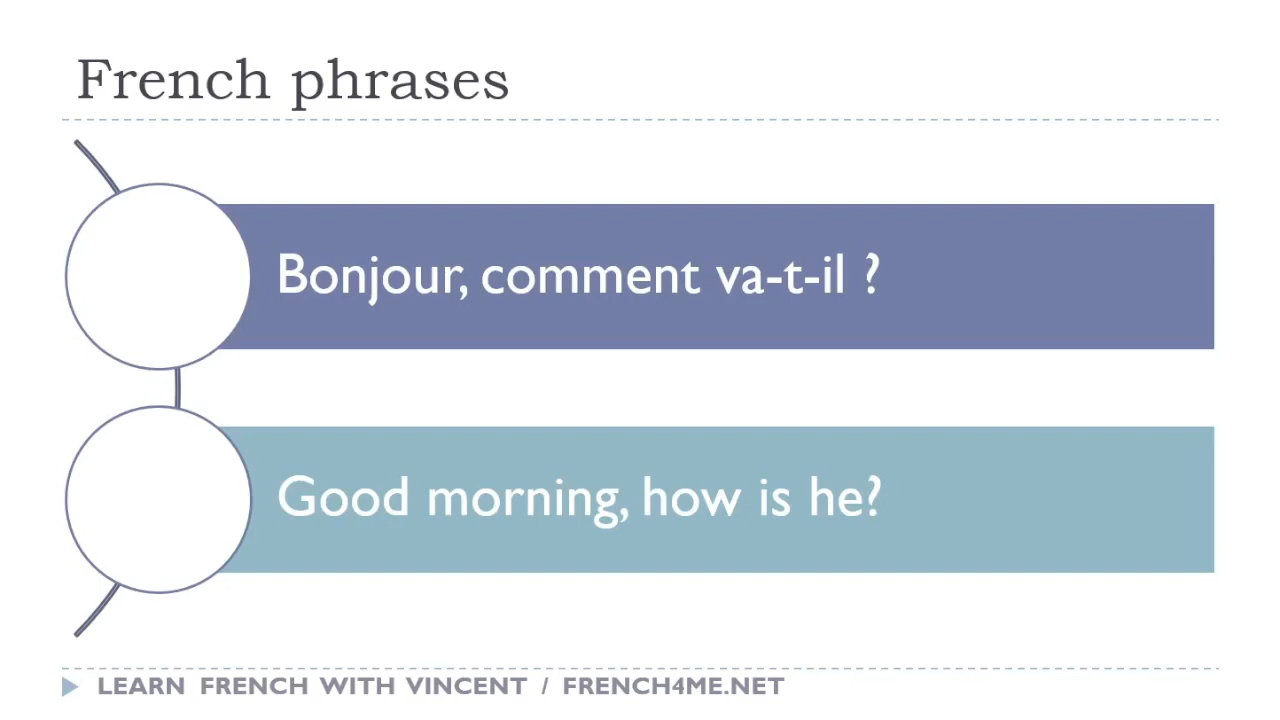 French phrases
Bonjour, comment va-t-il ?
Good morning, how is he?
LEARN FRENCH WITH VINCENT / FRENCH4ME.NET